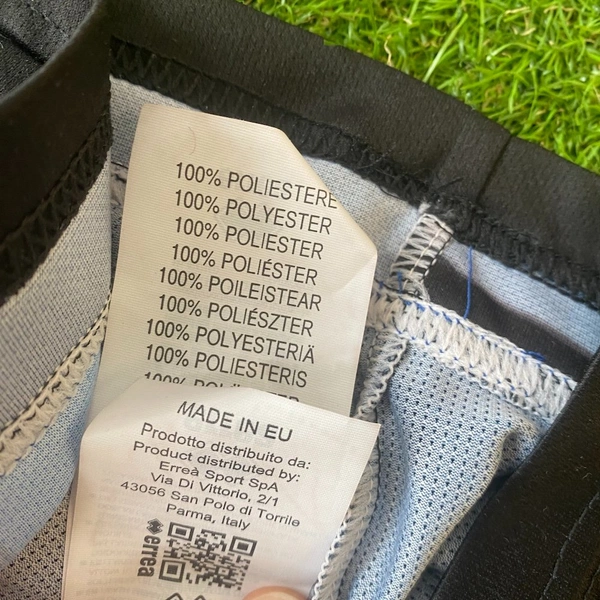 100% POLIESTERE
100% POLYESTER
100% POLIESTER
100% POLIÉSTER
100% POILEISTEAR
100% POLIÉSZTER
100% POLYESTERIÄ
100% POLIESTERIS
100%
MADE IN EU
Prodotto distribuito da:
Product distributed by:
Erreà Sport SpA
Via Di Vittorio, 2/1
43056 San Polo di Torrile
Parma, Italy
errea